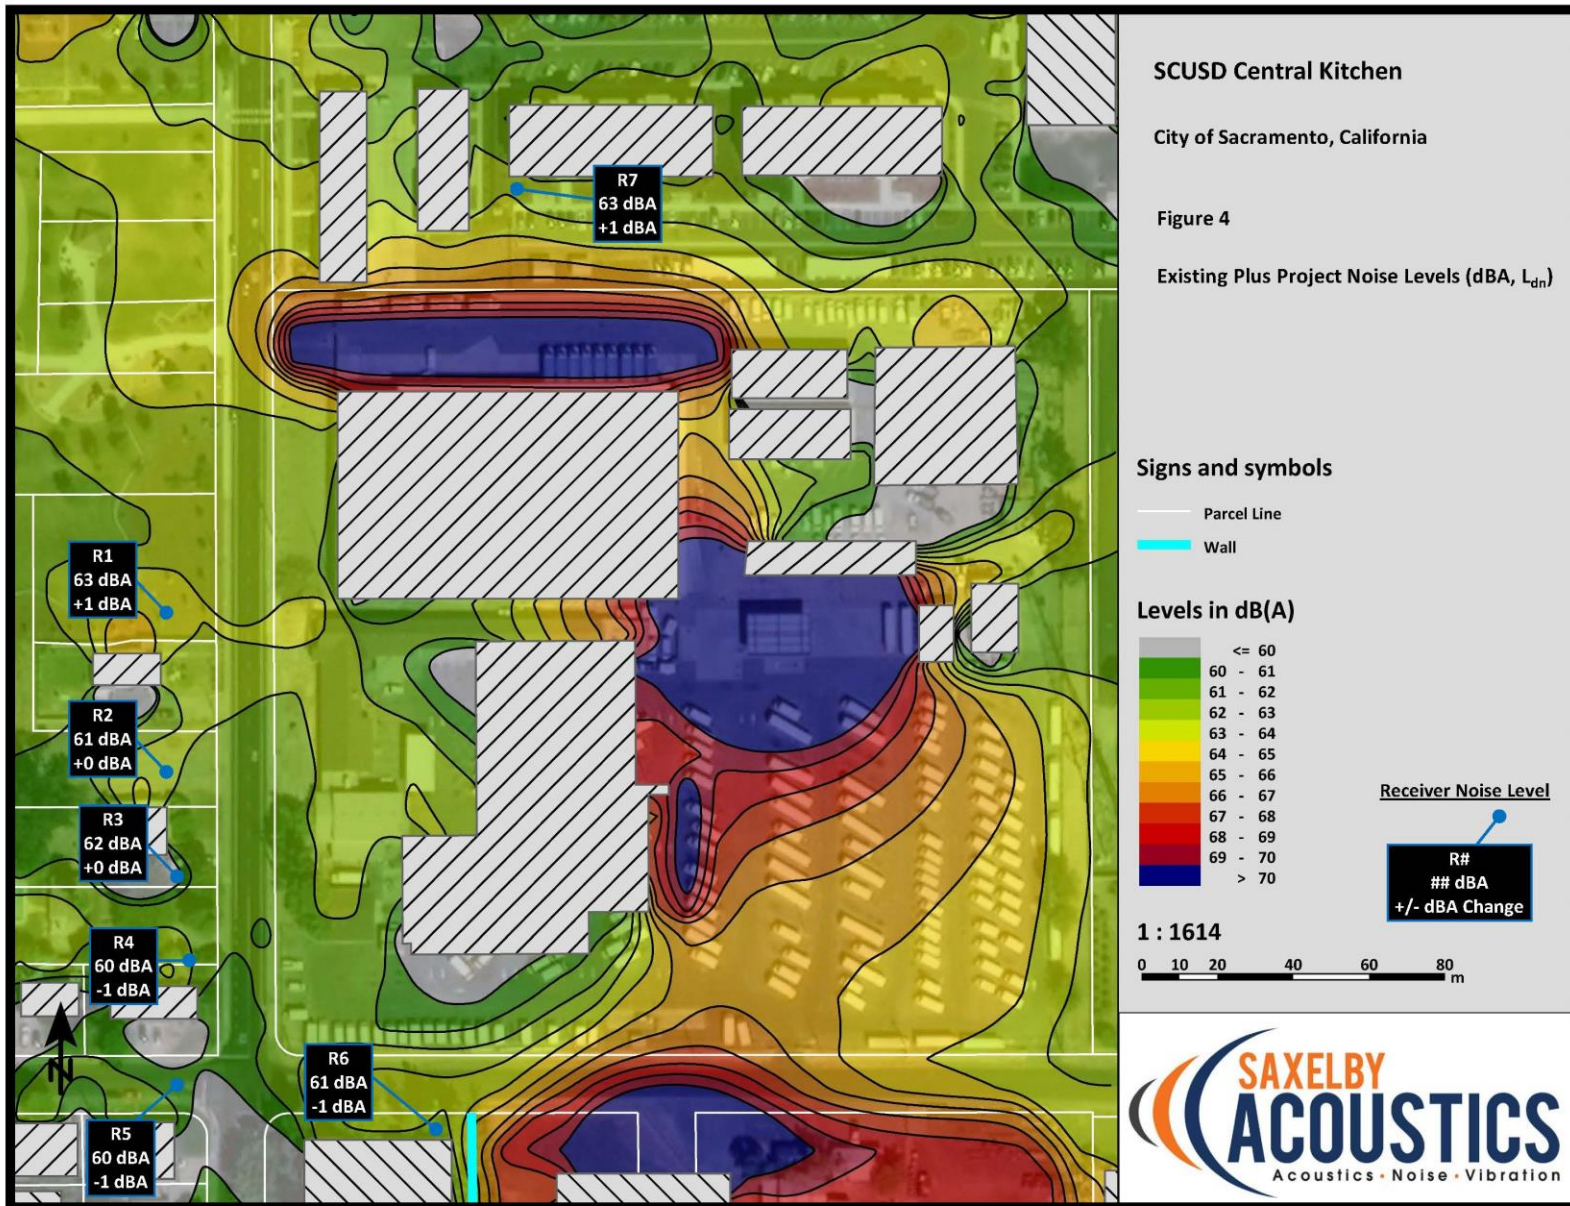 SCUSD Central Kitchen
City of Sacramento, California
Figure 4
Existing Plus Project Noise Levels (dBA, Ldn)
R7
63 dBA
+1 dBA
R1
63 dBA
+1 dBA
R2
61 dBA
+0 dBA
R3
62 dBA
+0 dBA
R4
60 dBA
-1 dBA
N
R5
60 dBA
-1 dBA
R6
61 dBA
-1 dBA
Signs and symbols
Parcel Line
Wall
Levels in dB(A)
<= 60
60 - 61
61 - 62
62 - 63
63 - 64
64 - 65
65 - 66
66 - 67
67 - 68
68 - 69
69 - 70
> 70
Receiver Noise Level
R#
## dBA
+/- dBA Change
1 : 1614
0 10 20 40 60 80
m
SAXELBY
ACOUSTICS
Acoustics • Noise • Vibration